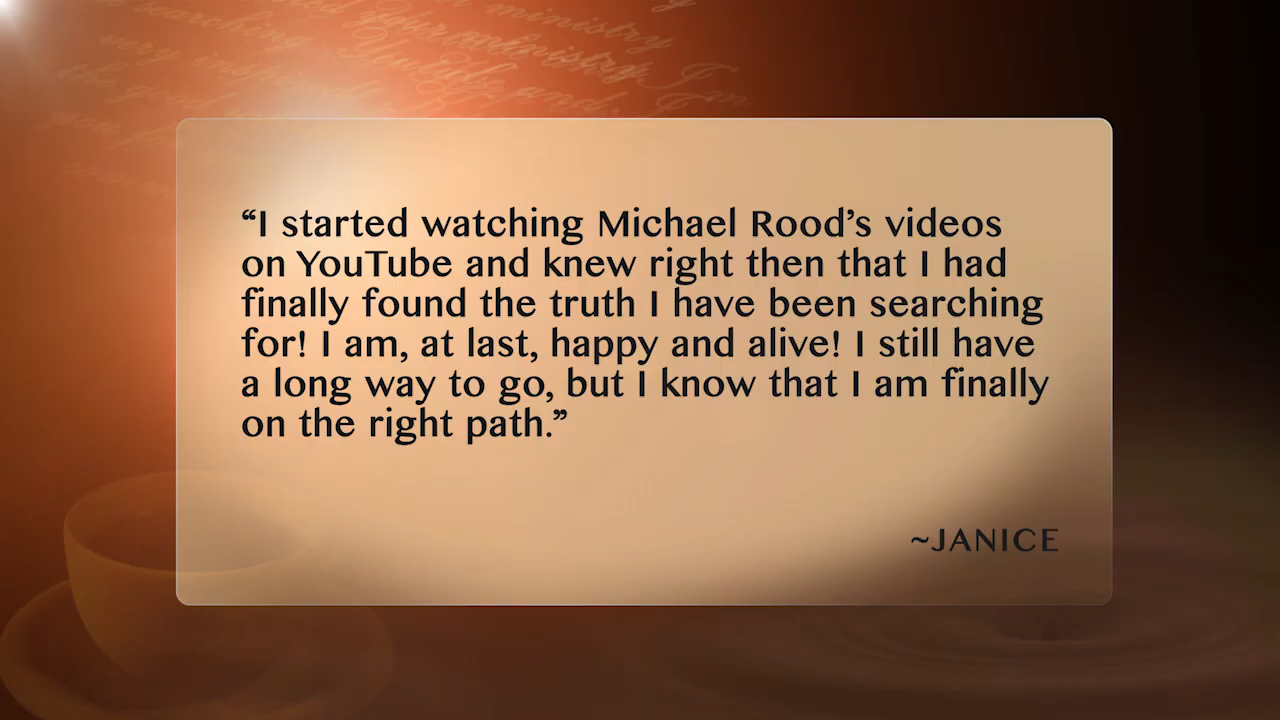 “I started watching Michael Rood’s videos
on YouTube and knew right then that I had
finally found the truth I have been searching
for! I am, at last, happy and alive! I still have
a long way to go, but I know that I am finally
on the right path.”
~JANICE